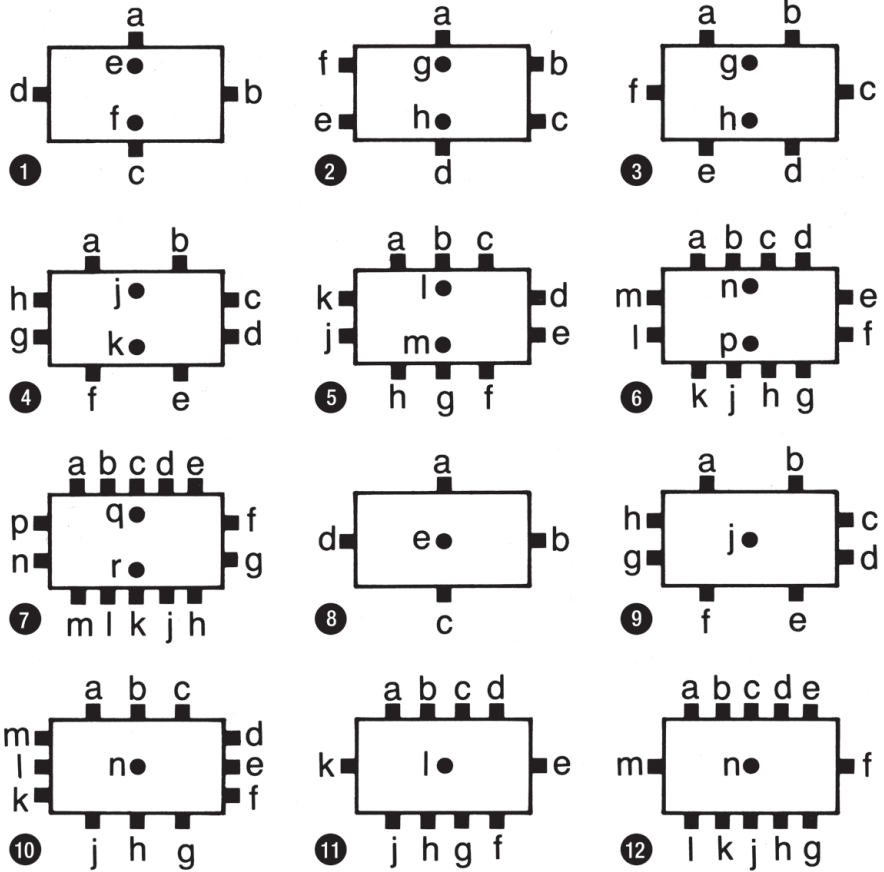 a
d e b
f
1 c
a
f g b
e h c
2 d
a b
g
f c
h
3 e d
a b
h j c
g k d
4 f e
a b c
k l d
j m e
5 h g f
a b c d
m n e
l p f
6 k j h g
a b c d e
p q f
n r g
7 m l k j h
a
d e b
8 c
a b
h c
j
g d
9 f e
a b c
m d
l n e
k f
10 j h g
a b c d
k l e
11 j h g f
a b c d e
m n f
12 l k j h g